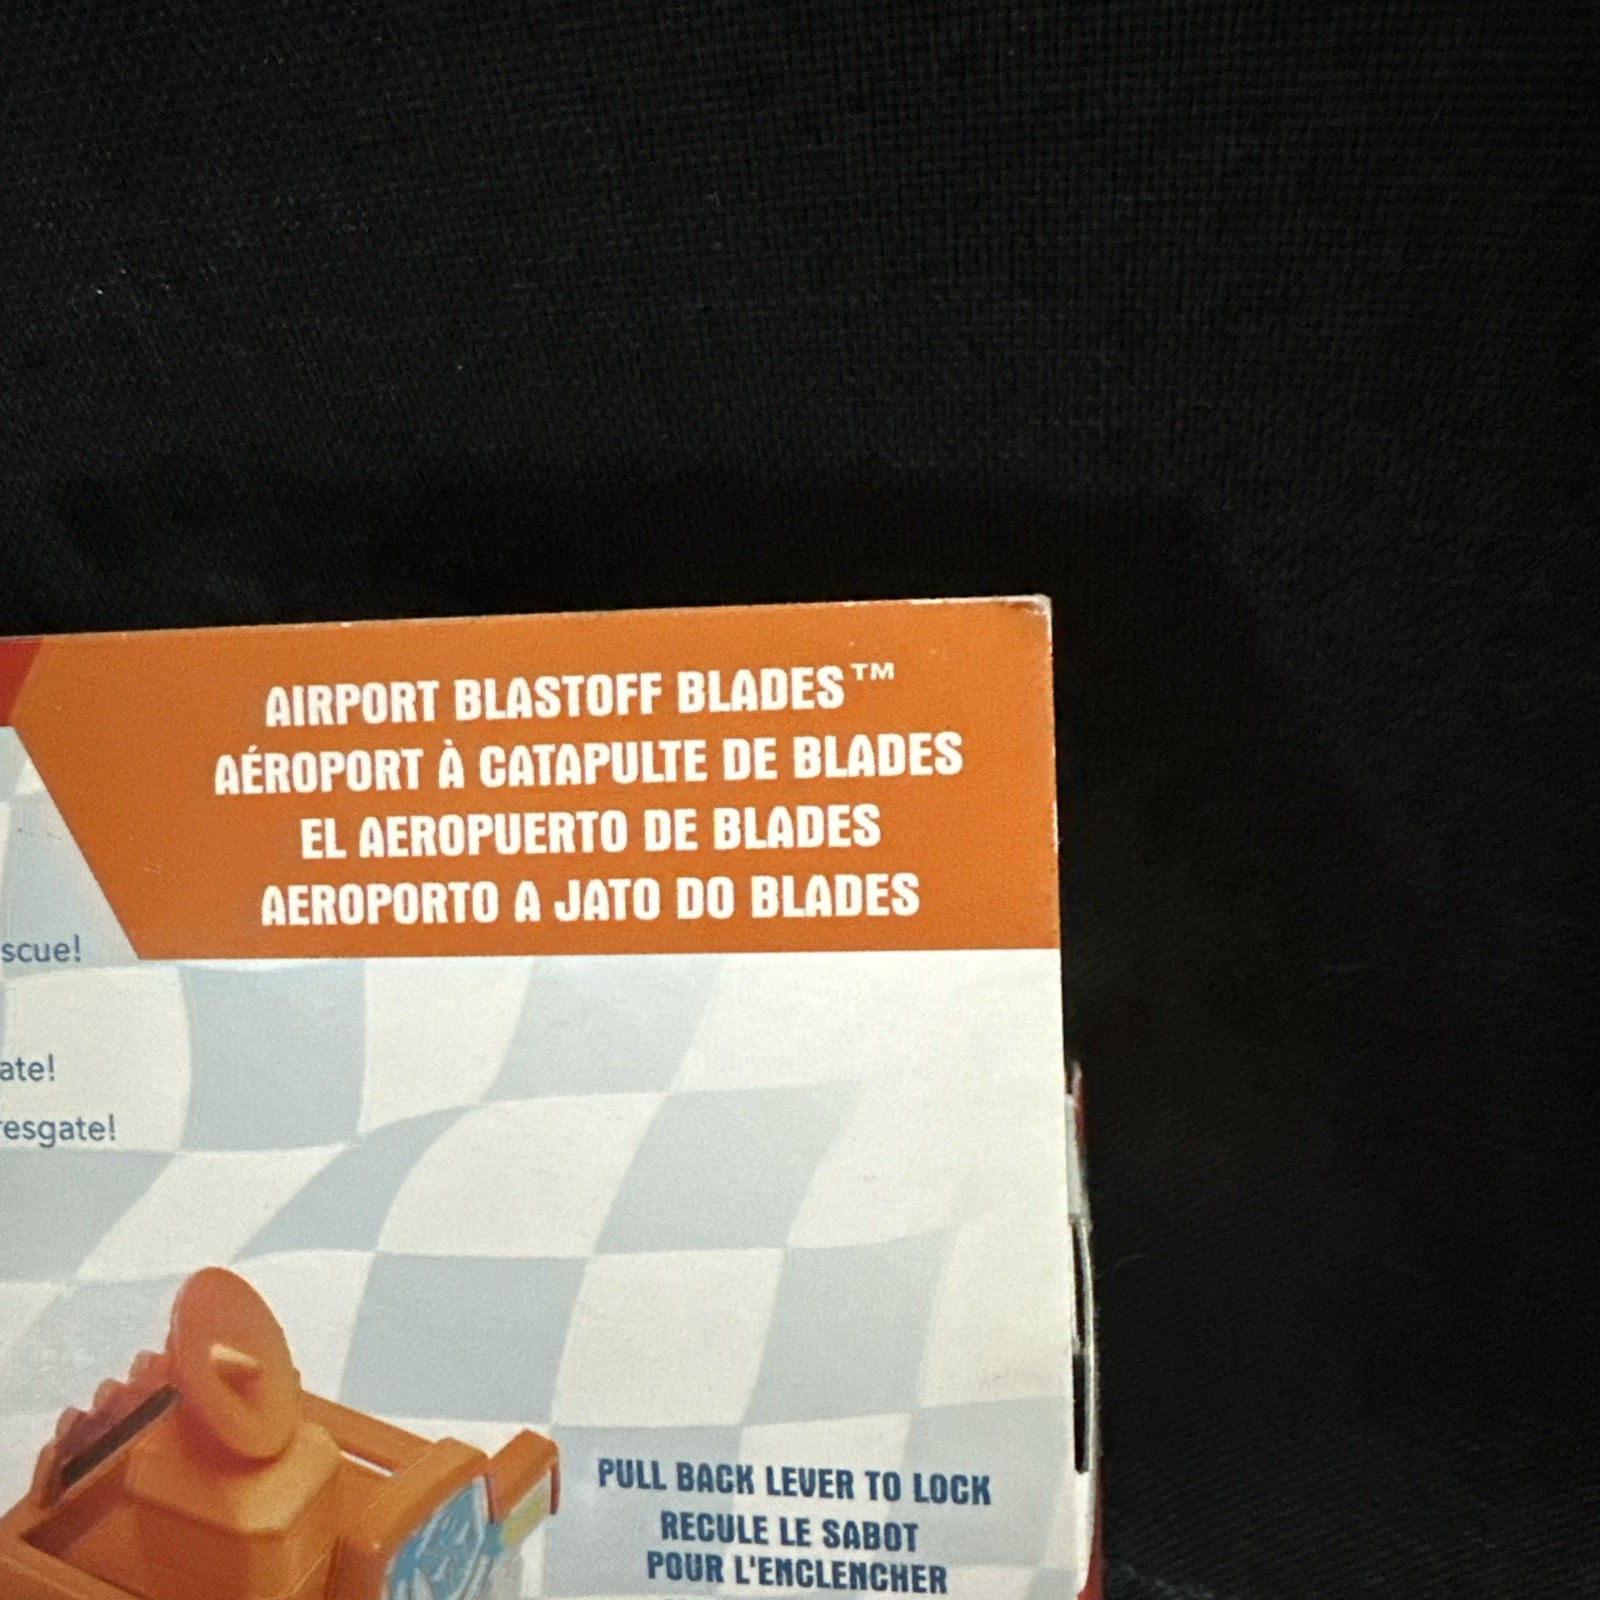 AIRPORT BLASTOFF BLADES™
AÉROPORT À CATAPULTE DE BLADES
EL AEROPUERTO DE BLADES
AEROPORTO A JATO DO BLADES
scue!
ate!
esgate!
PULL BACK LEVER TO LOCK
RECULE LE SABOT
POUR L'ENCLENCHER